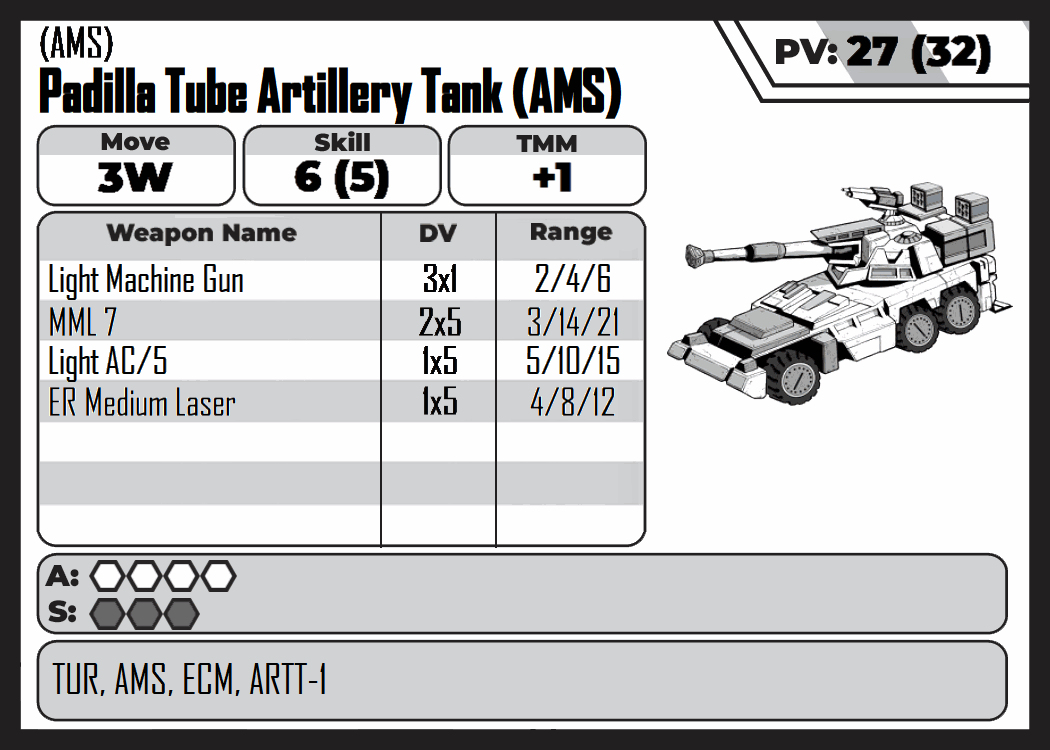 (AMS)
Padilla Tube Artillery Tank (AMS)
PV: 27 (32)
Move Skill TMM
3W 6 (5) +1
Weapon Name DV Range
Light Machine Gun 3x1 2/4/6
MML 7 2x5 3/14/21
Light AC/5 1x5 5/10/15
ER Medium Laser 1x5 4/8/12
A:
S:
TUR, AMS, ECM, ARTT-1